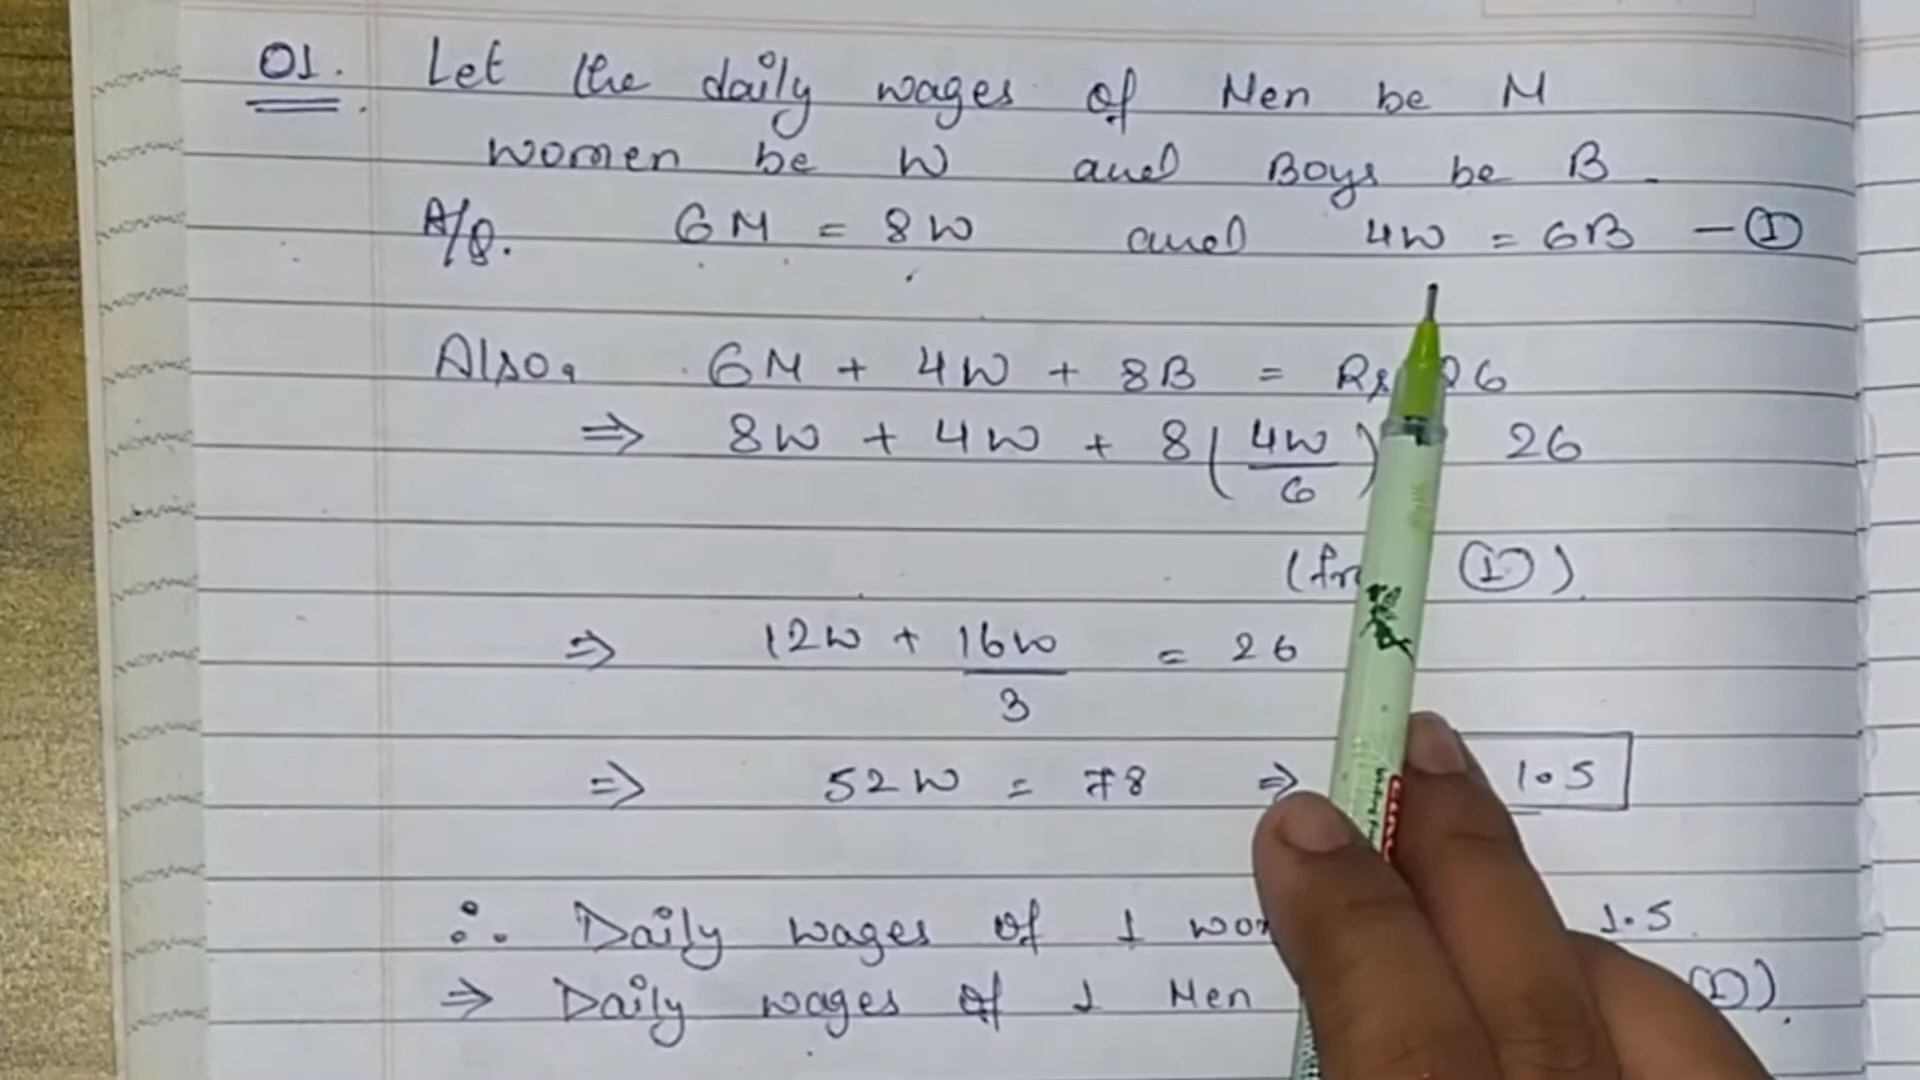 01. Let the daily wages of Men be M
women be W and Boys be B.
A/Q. 6M = 8W and 4W = 6B — (I)
Also, 6M + 4W + 8B = Rs 26
⇒ 8W + 4W + 8(4W/6) 26
(I)).
⇒ 12W + 16W/3 = 26
⇒ 52W = 78 ⇒ 1.5
∴ Daily wages of 1 1.5
⇒ Daily wages of 1 Men (I)).